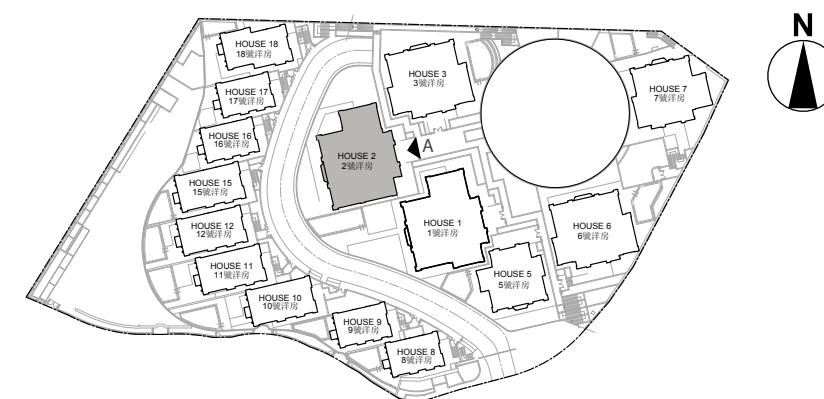 N
HOUSE 18
18號洋房
HOUSE 3
3號洋房
HOUSE 7
7號洋房
HOUSE 17
17號洋房
HOUSE 16
16號洋房
HOUSE 2
2號洋房
A
HOUSE 15
15號洋房
HOUSE 1
1號洋房
HOUSE 6
6號洋房
HOUSE 12
12號洋房
HOUSE 11
11號洋房
HOUSE 5
5號洋房
HOUSE 10
10號洋房
HOUSE 9
9號洋房
HOUSE 8
8號洋房